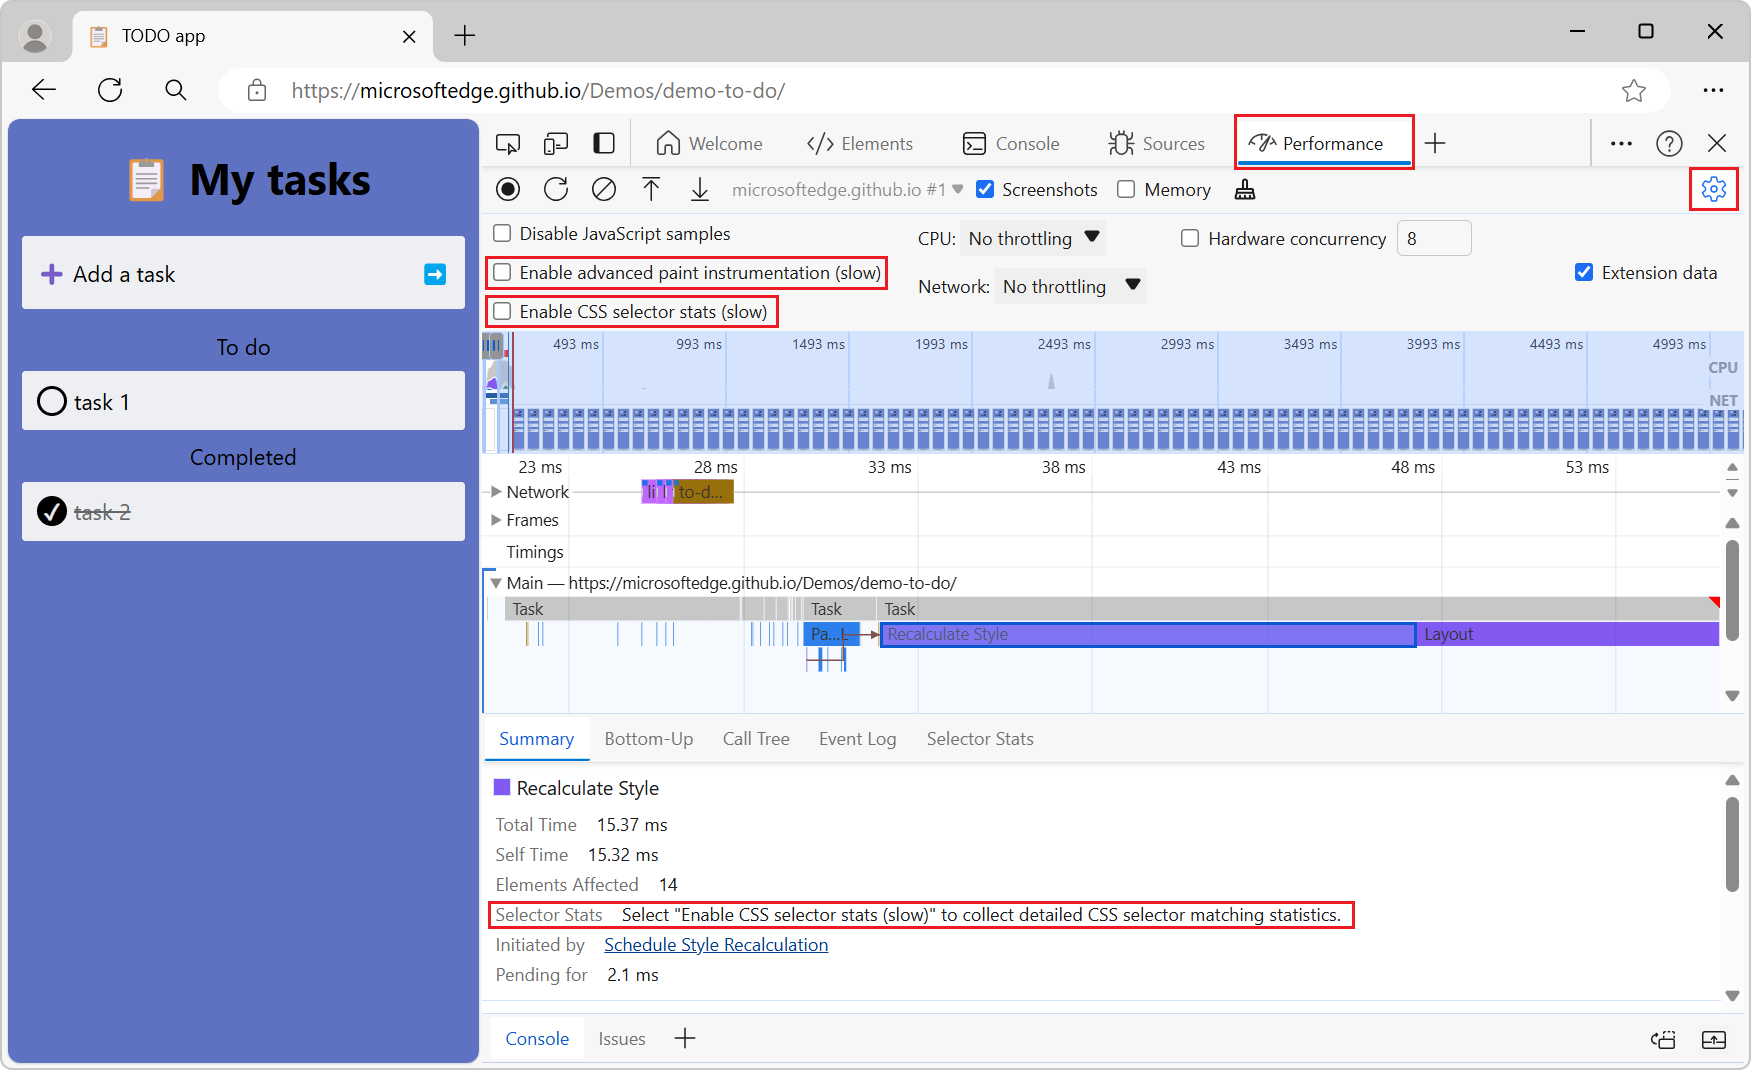 TODO app
https://microsoftedge.github.io/Demos/demo-to-do/
My tasks
Add a task
To do
task 1
Completed
task 2
Welcome
Elements
Console
Sources
Performance
microsoftedge.github.io #1
Screenshots
Memory
Disable JavaScript samples
CPU: No throttling
Hardware concurrency 8
Enable advanced paint instrumentation (slow)
Network: No throttling
Extension data
Enable CSS selector stats (slow)
493 ms 993 ms 1493 ms 1993 ms 2493 ms 2993 ms 3493 ms 3993 ms 4493 ms 4993 ms
CPU
NET
23 ms 28 ms 33 ms 38 ms 43 ms 48 ms 53 ms
Network
to-d...
Frames
Timings
Main — https://microsoftedge.github.io/Demos/demo-to-do/
Task Task Task
Pa...L Recalculate Style Layout
Summary Bottom-Up Call Tree Event Log Selector Stats
Recalculate Style
Total Time 15.37 ms
Self Time 15.32 ms
Elements Affected 14
Selector Stats Select "Enable CSS selector stats (slow)" to collect detailed CSS selector matching statistics.
Initiated by Schedule Style Recalculation
Pending for 2.1 ms
Console Issues